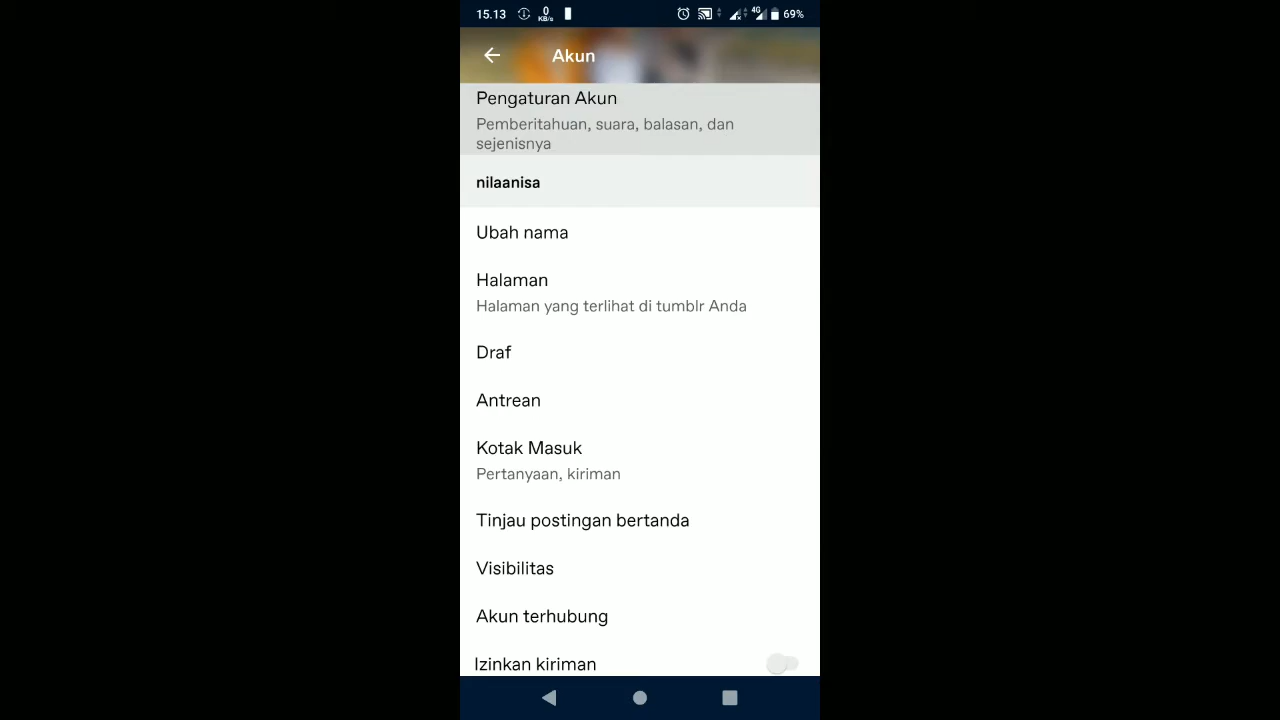 15.13 0 KB/s 4G 69%
Akun
Pengaturan Akun
Pemberitahuan, suara, balasan, dan
sejenisnya
nilaanisa
Ubah nama
Halaman
Halaman yang terlihat di tumblr Anda
Draf
Antrean
Kotak Masuk
Pertanyaan, kiriman
Tinjau postingan bertanda
Visibilitas
Akun terhubung
Izinkan kiriman